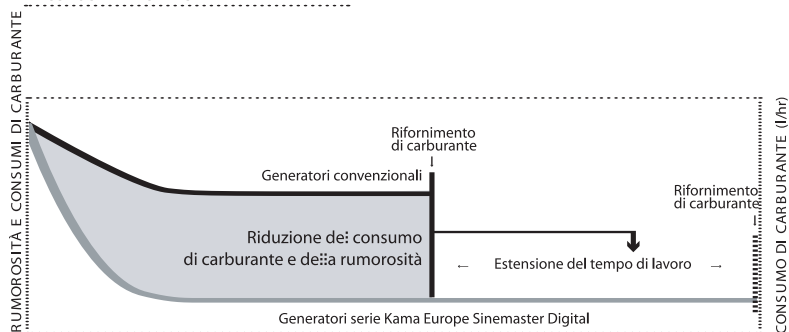 RUMOROSITÀ E CONSUMI DI CARBURANTE
Rifornimento
di carburante
Generatori convenzionali
Rifornimento
di carburante
Riduzione del consumo
di carburante e della rumorosità
← Estensione del tempo di lavoro →
Generatori serie Kama Europe Sinemaster Digital
CONSUMO DI CARBURANTE (l/hr)